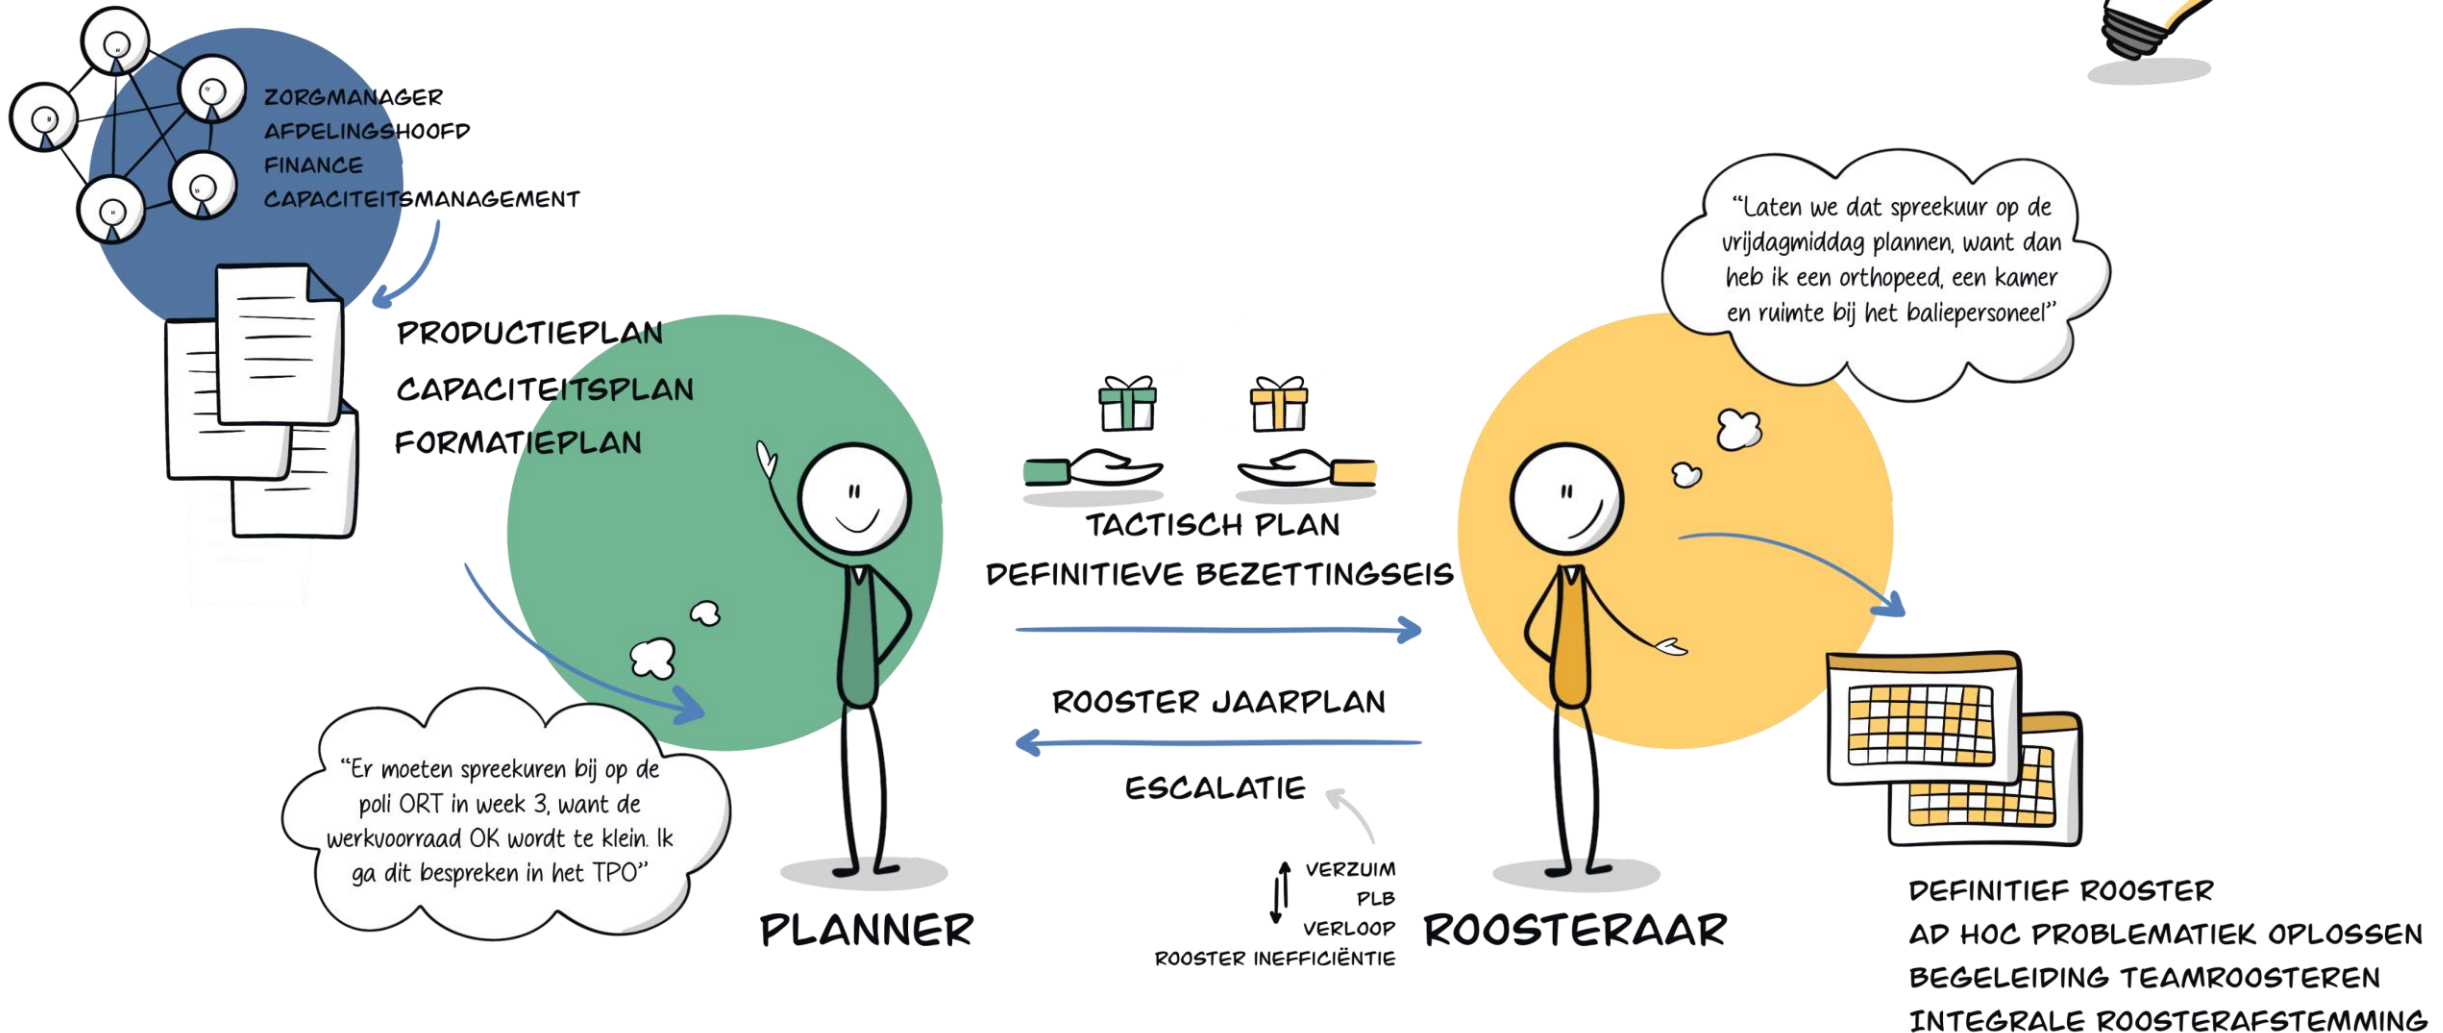 ZORGMANAGER
AFDELINGSHOOFD
FINANCE
CAPACITEITSMANAGEMENT
PRODUCTIEPLAN
CAPACITEITSPLAN
FORMATIEPLAN
“Er moeten spreekuren bij op de
poli ORT in week 3, want de
werkvoorraad OK wordt te klein. Ik
ga dit bespreken in het TPO”
PLANNER
TACTISCH PLAN
DEFINITIEVE BEZETTINGSEIS
ROOSTER JAARPLAN
ESCALATIE
VERZUIM
PLB
VERLOOP
ROOSTER INEFFICIËNTIE
“Laten we dat spreekuur op de
vrijdagmiddag plannen, want dan
heb ik een orthopeed, een kamer
en ruimte bij het baliepersoneel”
ROOSTERAAR
DEFINITIEF ROOSTER
AD HOC PROBLEMATIEK OPLOSSEN
BEGELEIDING TEAMROOSTEREN
INTEGRALE ROOSTERAFSTEMMING